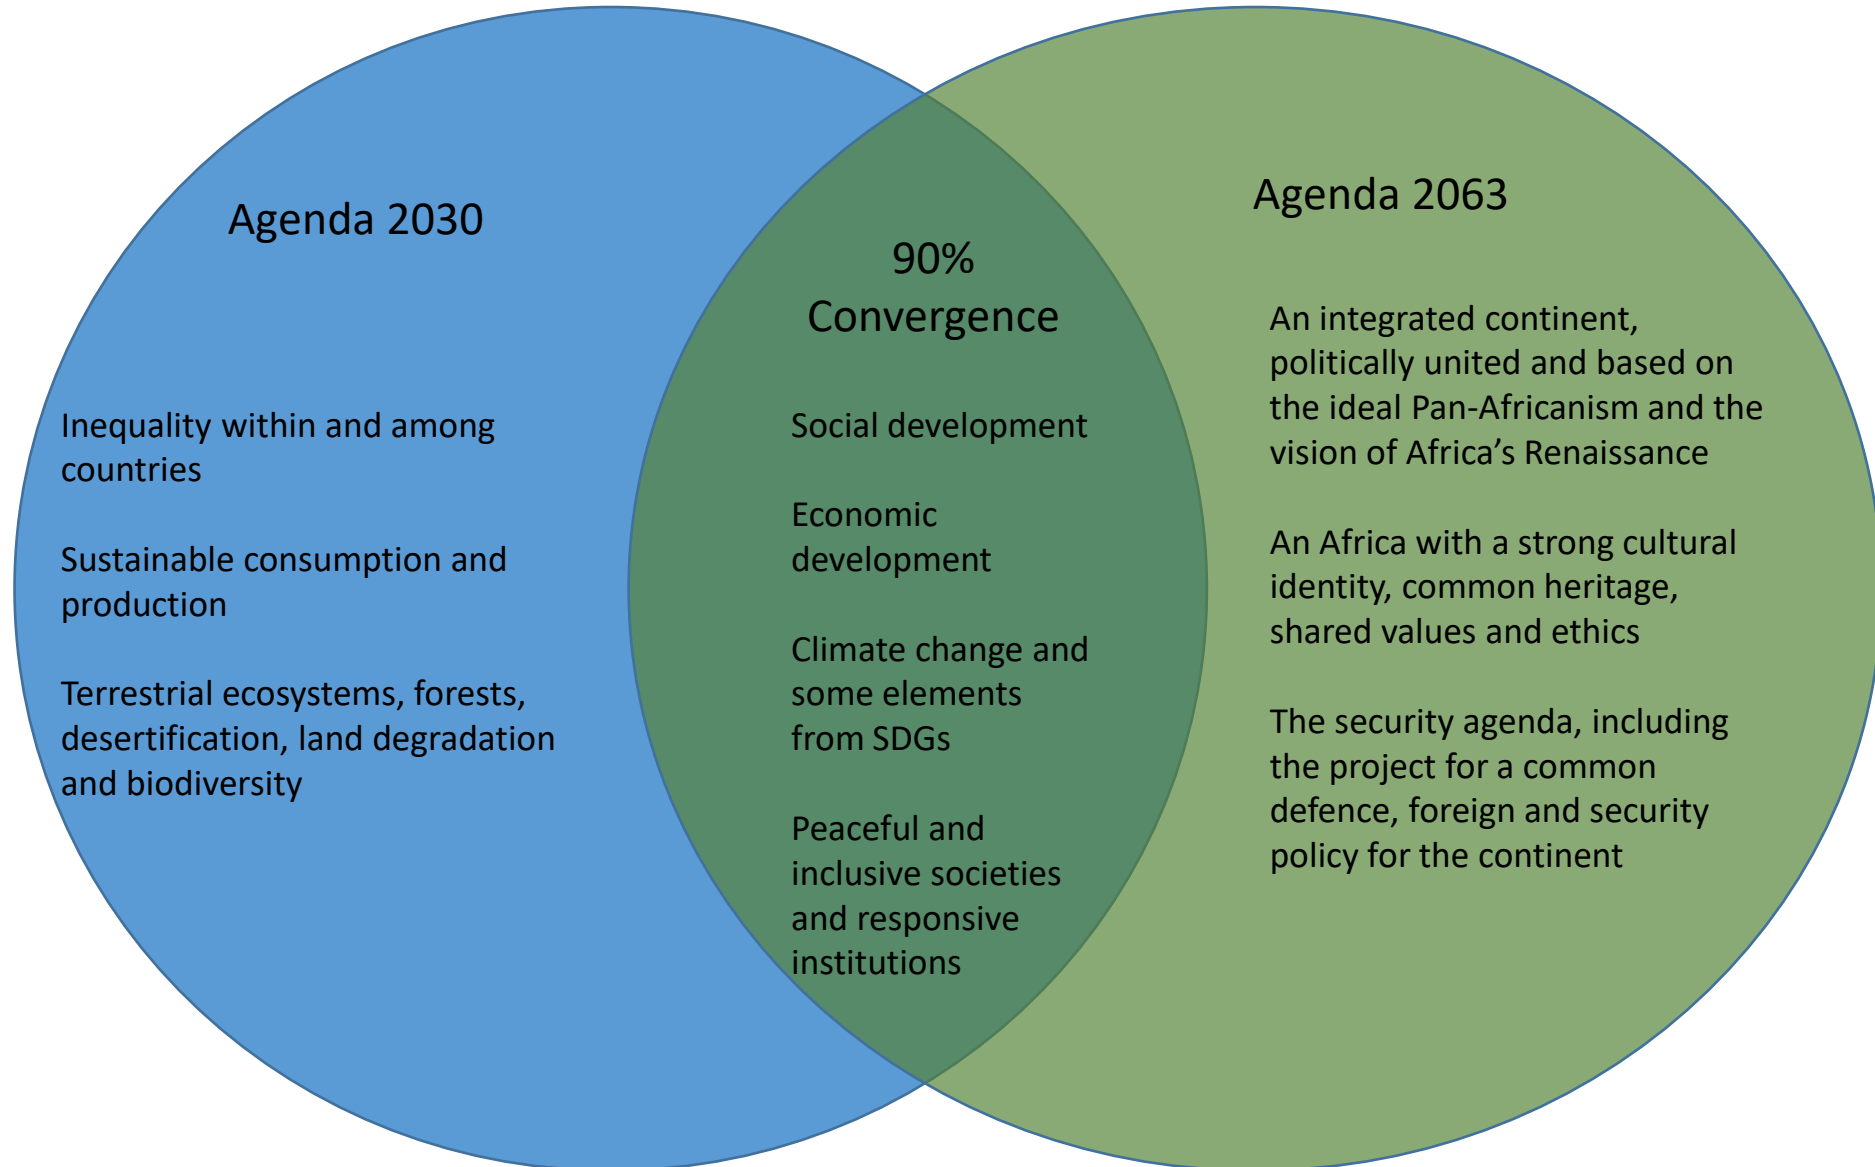 Agenda 2030
Inequality within and among
countries
Sustainable consumption and
production
Terrestrial ecosystems, forests,
desertification, land degradation
and biodiversity
90%
Convergence
Social development
Economic
development
Climate change and
some elements
from SDGs
Peaceful and
inclusive societies
and responsive
institutions
Agenda 2063
An integrated continent,
politically united and based on
the ideal Pan-Africanism and the
vision of Africa’s Renaissance
An Africa with a strong cultural
identity, common heritage,
shared values and ethics
The security agenda, including
the project for a common
defence, foreign and security
policy for the continent